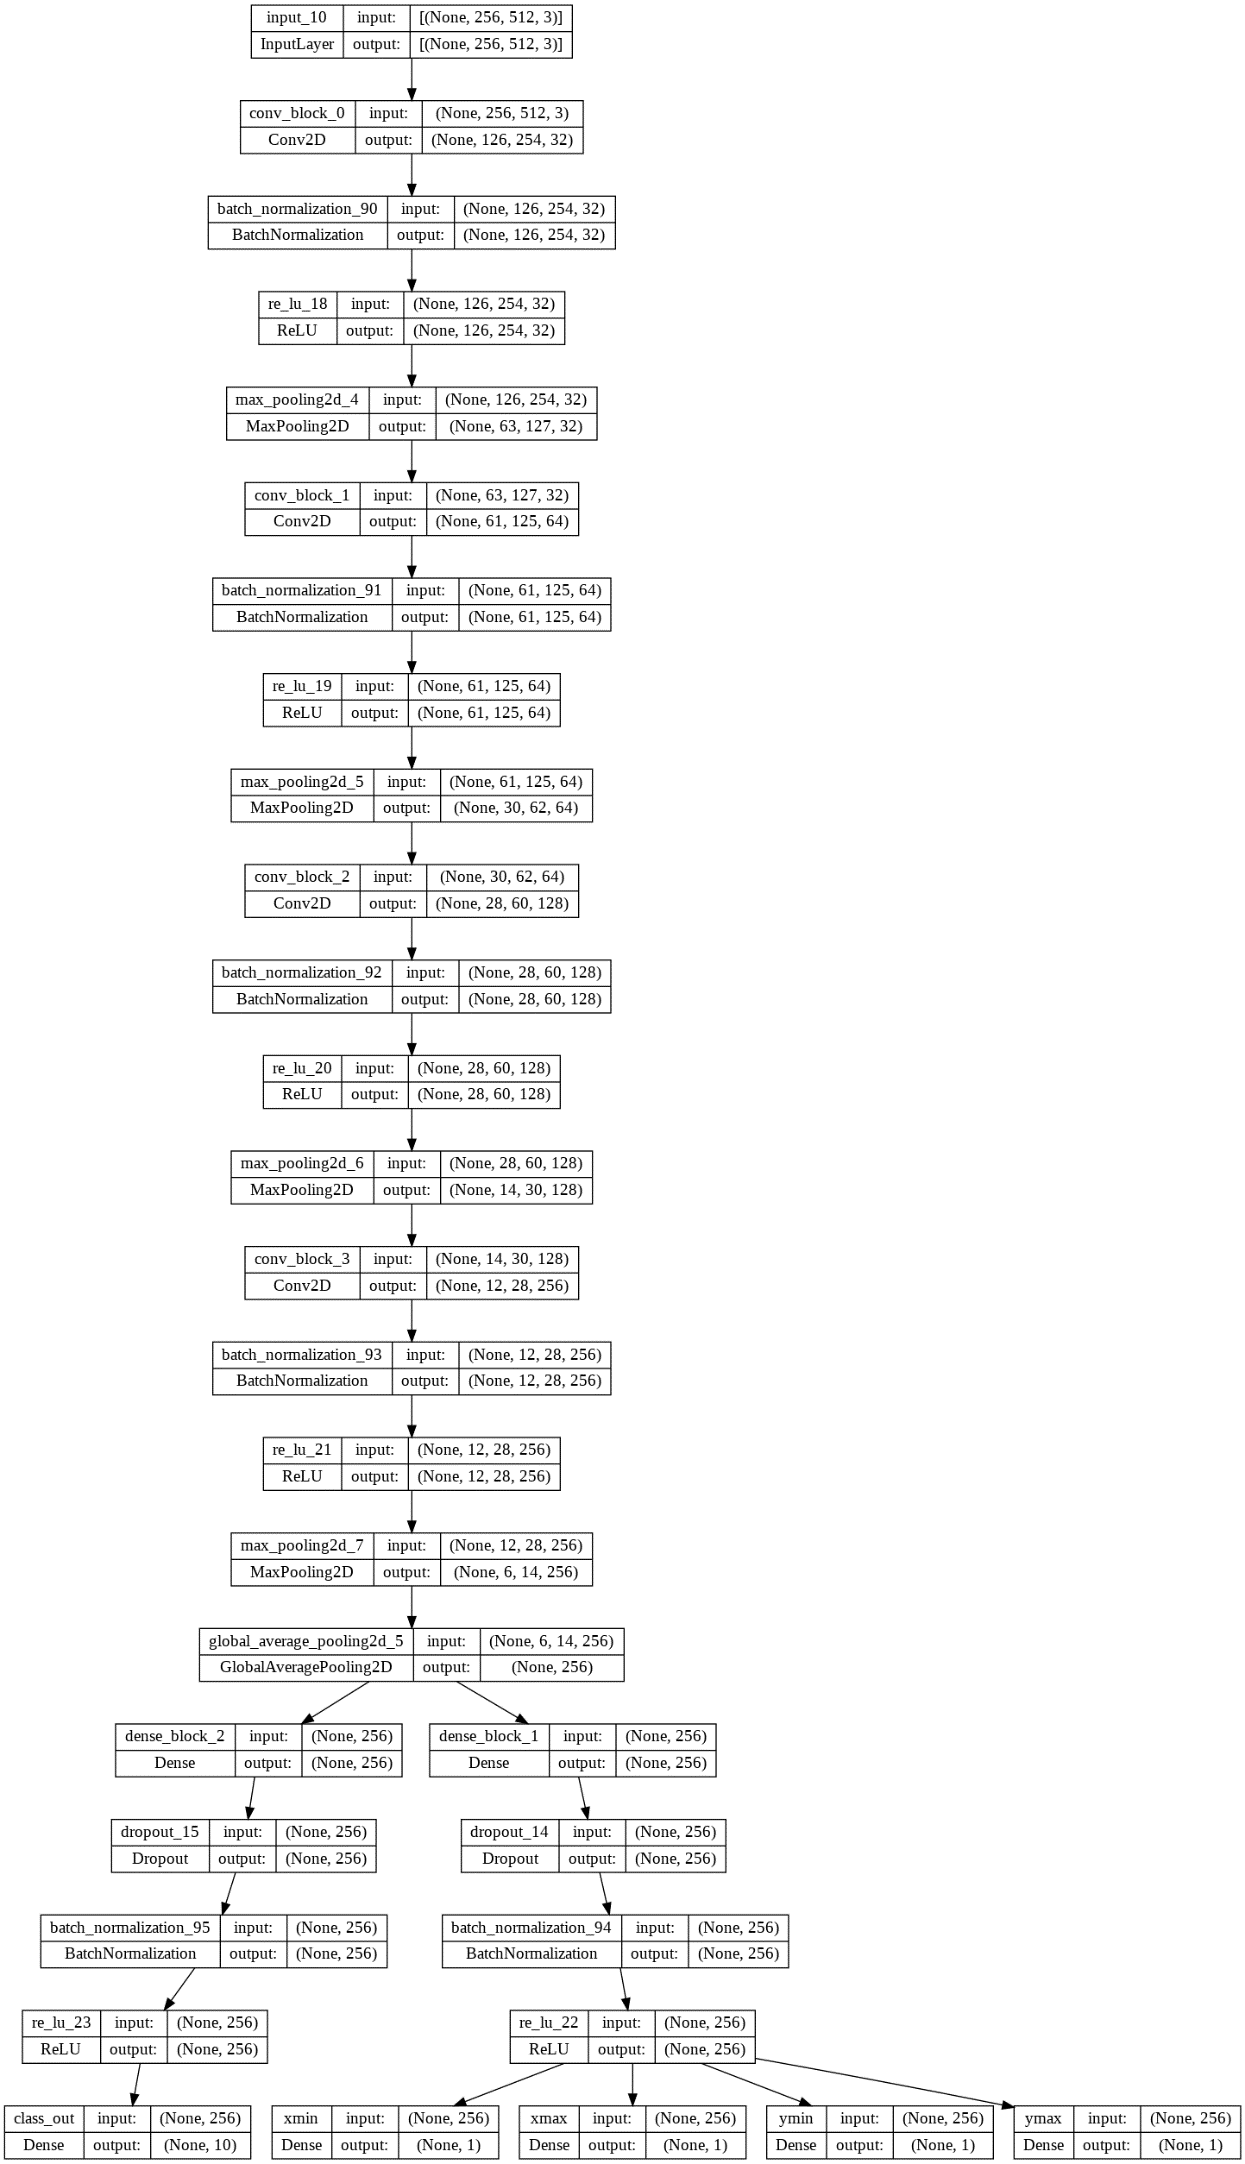 input_10 input: [(None, 256, 512, 3)]
InputLayer output: [(None, 256, 512, 3)]
conv_block_0 input: (None, 256, 512, 3)
Conv2D output: (None, 126, 254, 32)
batch_normalization_90 input: (None, 126, 254, 32)
BatchNormalization output: (None, 126, 254, 32)
re_lu_18 input: (None, 126, 254, 32)
ReLU output: (None, 126, 254, 32)
max_pooling2d_4 input: (None, 126, 254, 32)
MaxPooling2D output: (None, 63, 127, 32)
conv_block_1 input: (None, 63, 127, 32)
Conv2D output: (None, 61, 125, 64)
batch_normalization_91 input: (None, 61, 125, 64)
BatchNormalization output: (None, 61, 125, 64)
re_lu_19 input: (None, 61, 125, 64)
ReLU output: (None, 61, 125, 64)
max_pooling2d_5 input: (None, 61, 125, 64)
MaxPooling2D output: (None, 30, 62, 64)
conv_block_2 input: (None, 30, 62, 64)
Conv2D output: (None, 28, 60, 128)
batch_normalization_92 input: (None, 28, 60, 128)
BatchNormalization output: (None, 28, 60, 128)
re_lu_20 input: (None, 28, 60, 128)
ReLU output: (None, 28, 60, 128)
max_pooling2d_6 input: (None, 28, 60, 128)
MaxPooling2D output: (None, 14, 30, 128)
conv_block_3 input: (None, 14, 30, 128)
Conv2D output: (None, 12, 28, 256)
batch_normalization_93 input: (None, 12, 28, 256)
BatchNormalization output: (None, 12, 28, 256)
re_lu_21 input: (None, 12, 28, 256)
ReLU output: (None, 12, 28, 256)
max_pooling2d_7 input: (None, 12, 28, 256)
MaxPooling2D output: (None, 6, 14, 256)
global_average_pooling2d_5 input: (None, 6, 14, 256)
GlobalAveragePooling2D output: (None, 256)
dense_block_2 input: (None, 256) dense_block_1 input: (None, 256)
Dense output: (None, 256) Dense output: (None, 256)
dropout_15 input: (None, 256) dropout_14 input: (None, 256)
Dropout output: (None, 256) Dropout output: (None, 256)
batch_normalization_95 input: (None, 256) batch_normalization_94 input: (None, 256)
BatchNormalization output: (None, 256) BatchNormalization output: (None, 256)
re_lu_23 input: (None, 256) re_lu_22 input: (None, 256)
ReLU output: (None, 256) ReLU output: (None, 256)
class_out input: (None, 256) xmin input: (None, 256) xmax input: (None, 256) ymin input: (None, 256) ymax input: (None, 256)
Dense output: (None, 10) Dense output: (None, 1) Dense output: (None, 1) Dense output: (None, 1) Dense output: (None, 1)